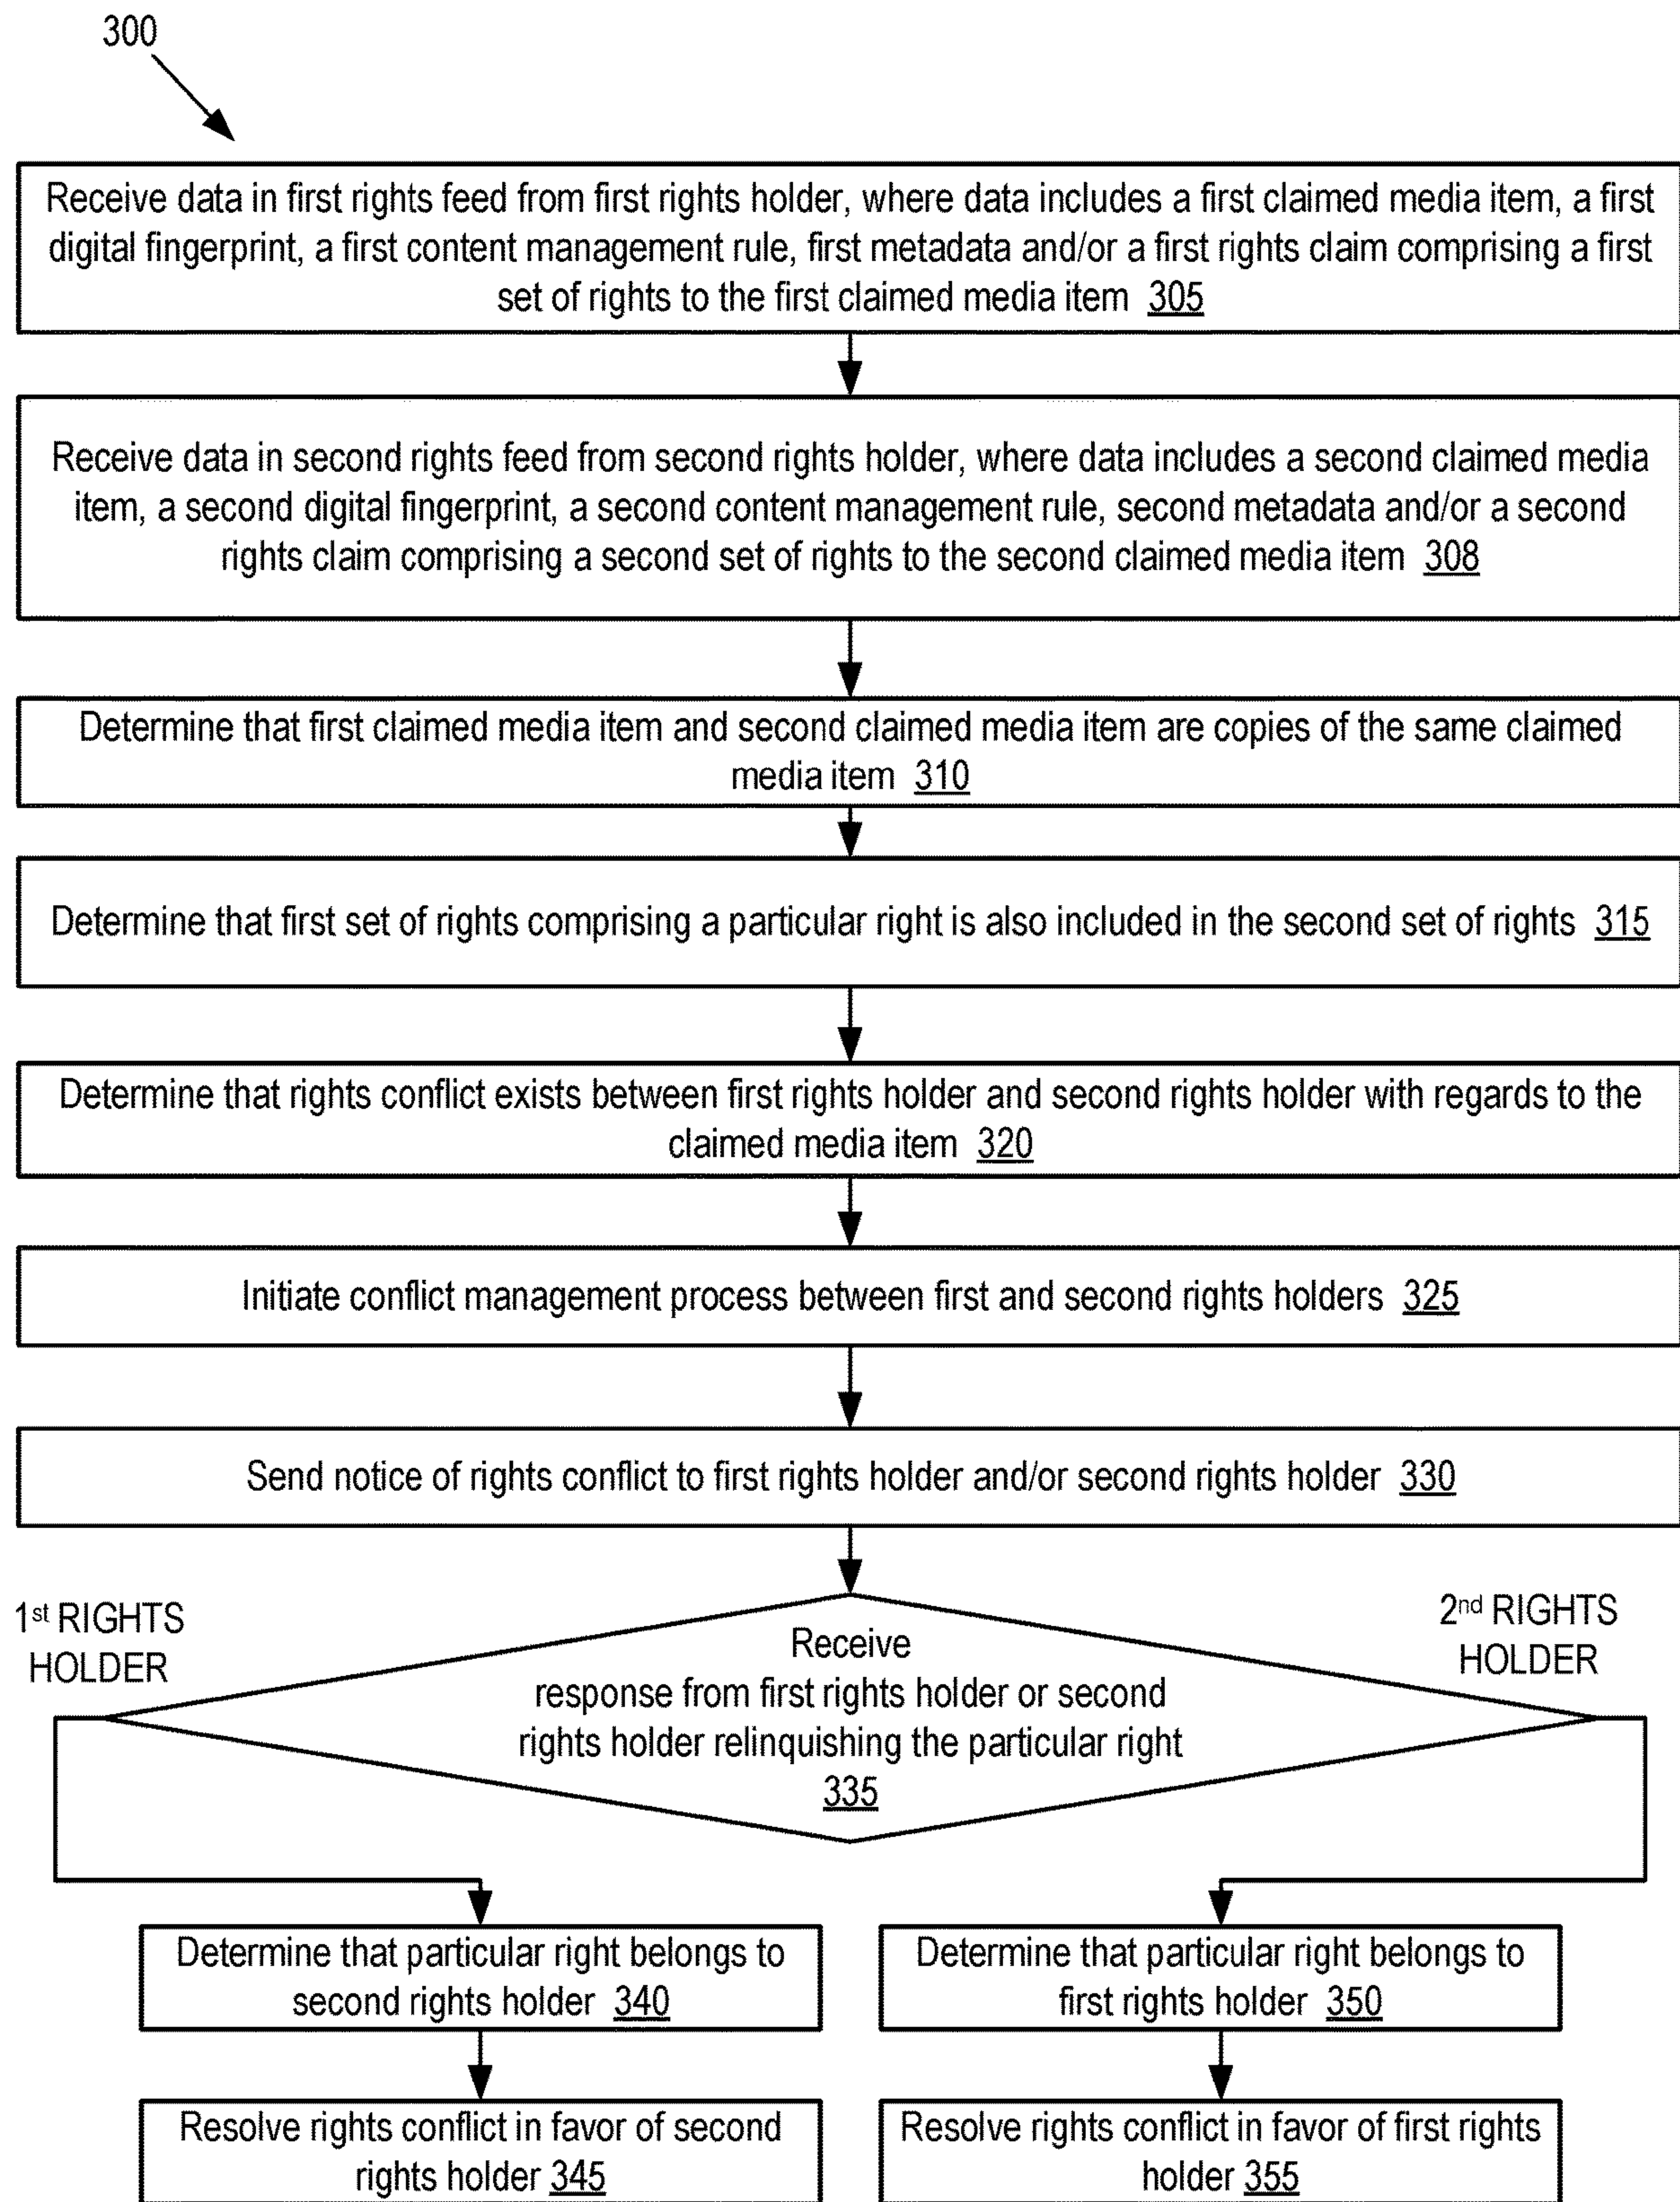 300
Receive data in first rights feed from first rights holder, where data includes a first claimed media item, a first
digital fingerprint, a first content management rule, first metadata and/or a first rights claim comprising a first
set of rights to the first claimed media item 305
Receive data in second rights feed from second rights holder, where data includes a second claimed media
item, a second digital fingerprint, a second content management rule, second metadata and/or a second
rights claim comprising a second set of rights to the second claimed media item 308
Determine that first claimed media item and second claimed media item are copies of the same claimed
media item 310
Determine that first set of rights comprising a particular right is also included in the second set of rights 315
Determine that rights conflict exists between first rights holder and second rights holder with regards to the
claimed media item 320
Initiate conflict management process between first and second rights holders 325
Send notice of rights conflict to first rights holder and/or second rights holder 330
1st RIGHTS
HOLDER
2nd RIGHTS
HOLDER
Receive
response from first rights holder or second
rights holder relinquishing the particular right
335
Determine that particular right belongs to
second rights holder 340
Determine that particular right belongs to
first rights holder 350
Resolve rights conflict in favor of second
rights holder 345
Resolve rights conflict in favor of first rights
holder 355